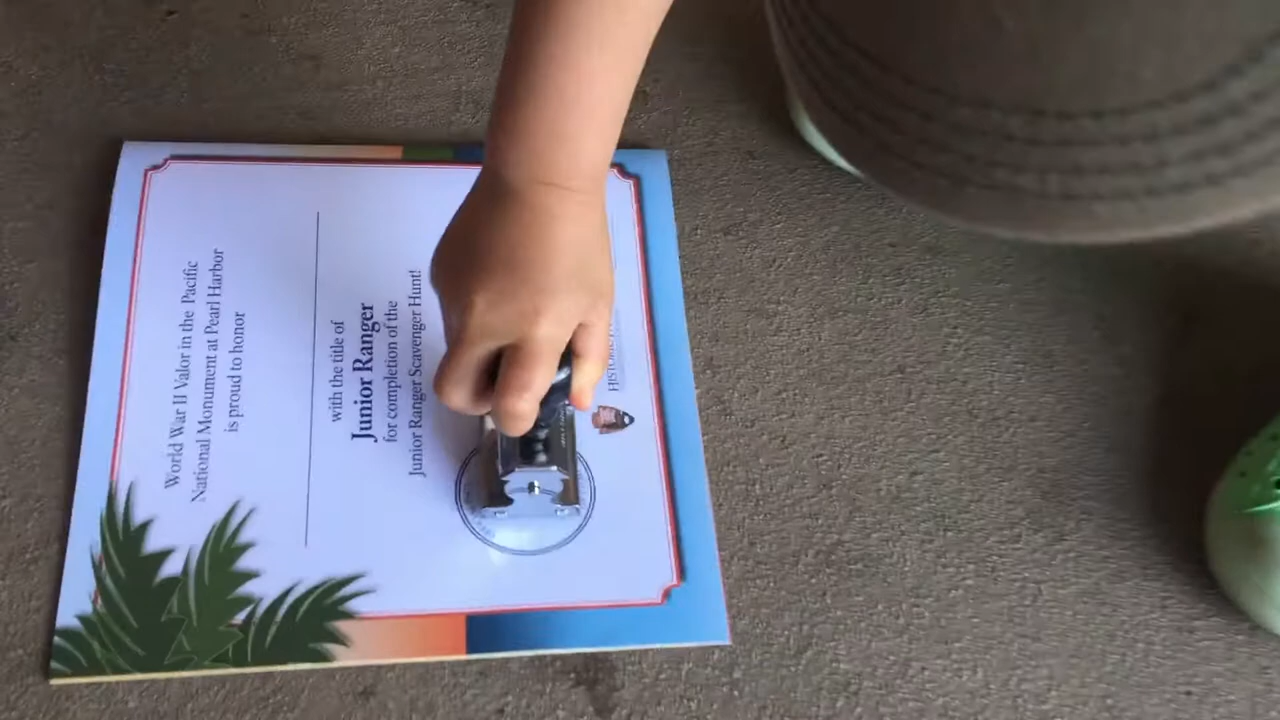 World War II Valor in the Pacific
National Monument at Pearl Harbor
is proud to honor
with the title of
Junior Ranger
for completion of the
Junior Ranger Scavenger Hunt!